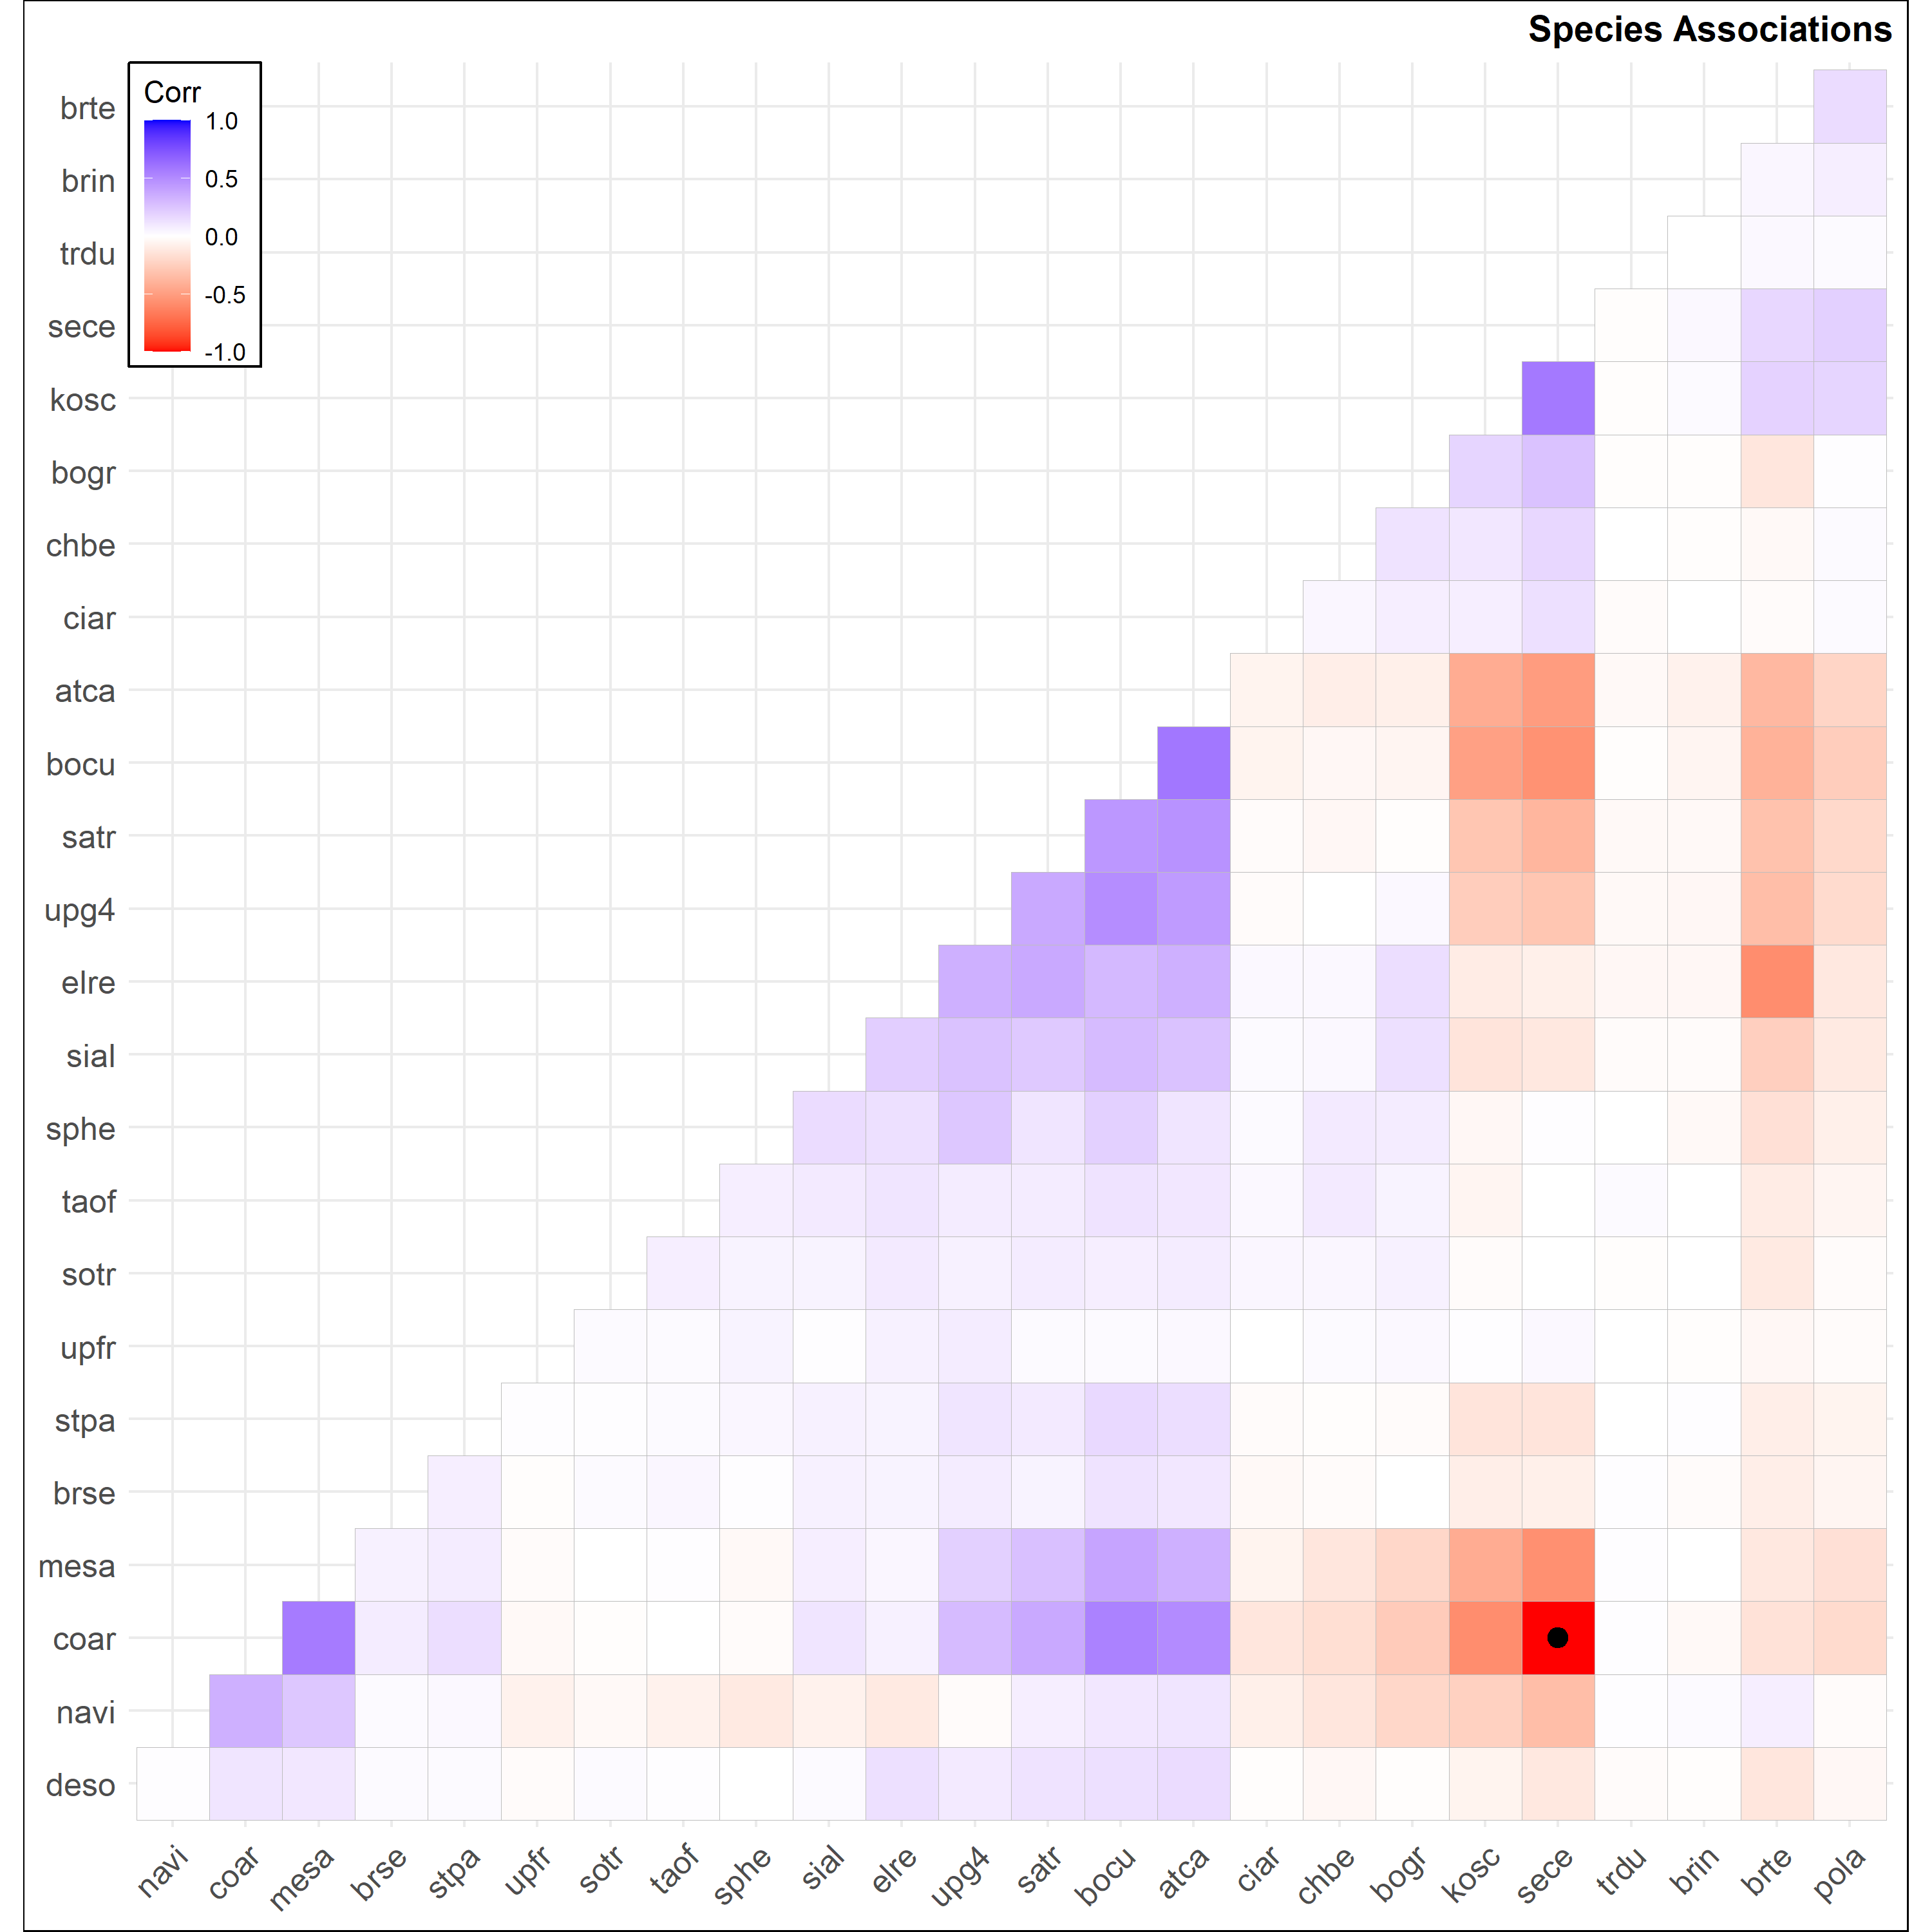 Species Associations
Corr
1.0
0.5
0.0
-0.5
-1.0
brte
brin
trdu
sece
kosc
bogr
chbe
ciar
atca
bocu
satr
upg4
elre
sial
sphe
taof
sotr
upfr
stpa
brse
mesa
coar
navi
deso
navi coar mesa brse stpa upfr sotr taof sphe sial elre upg4 satr bocu atca ciar chbe bogr kosc sece trdu brin brte pola